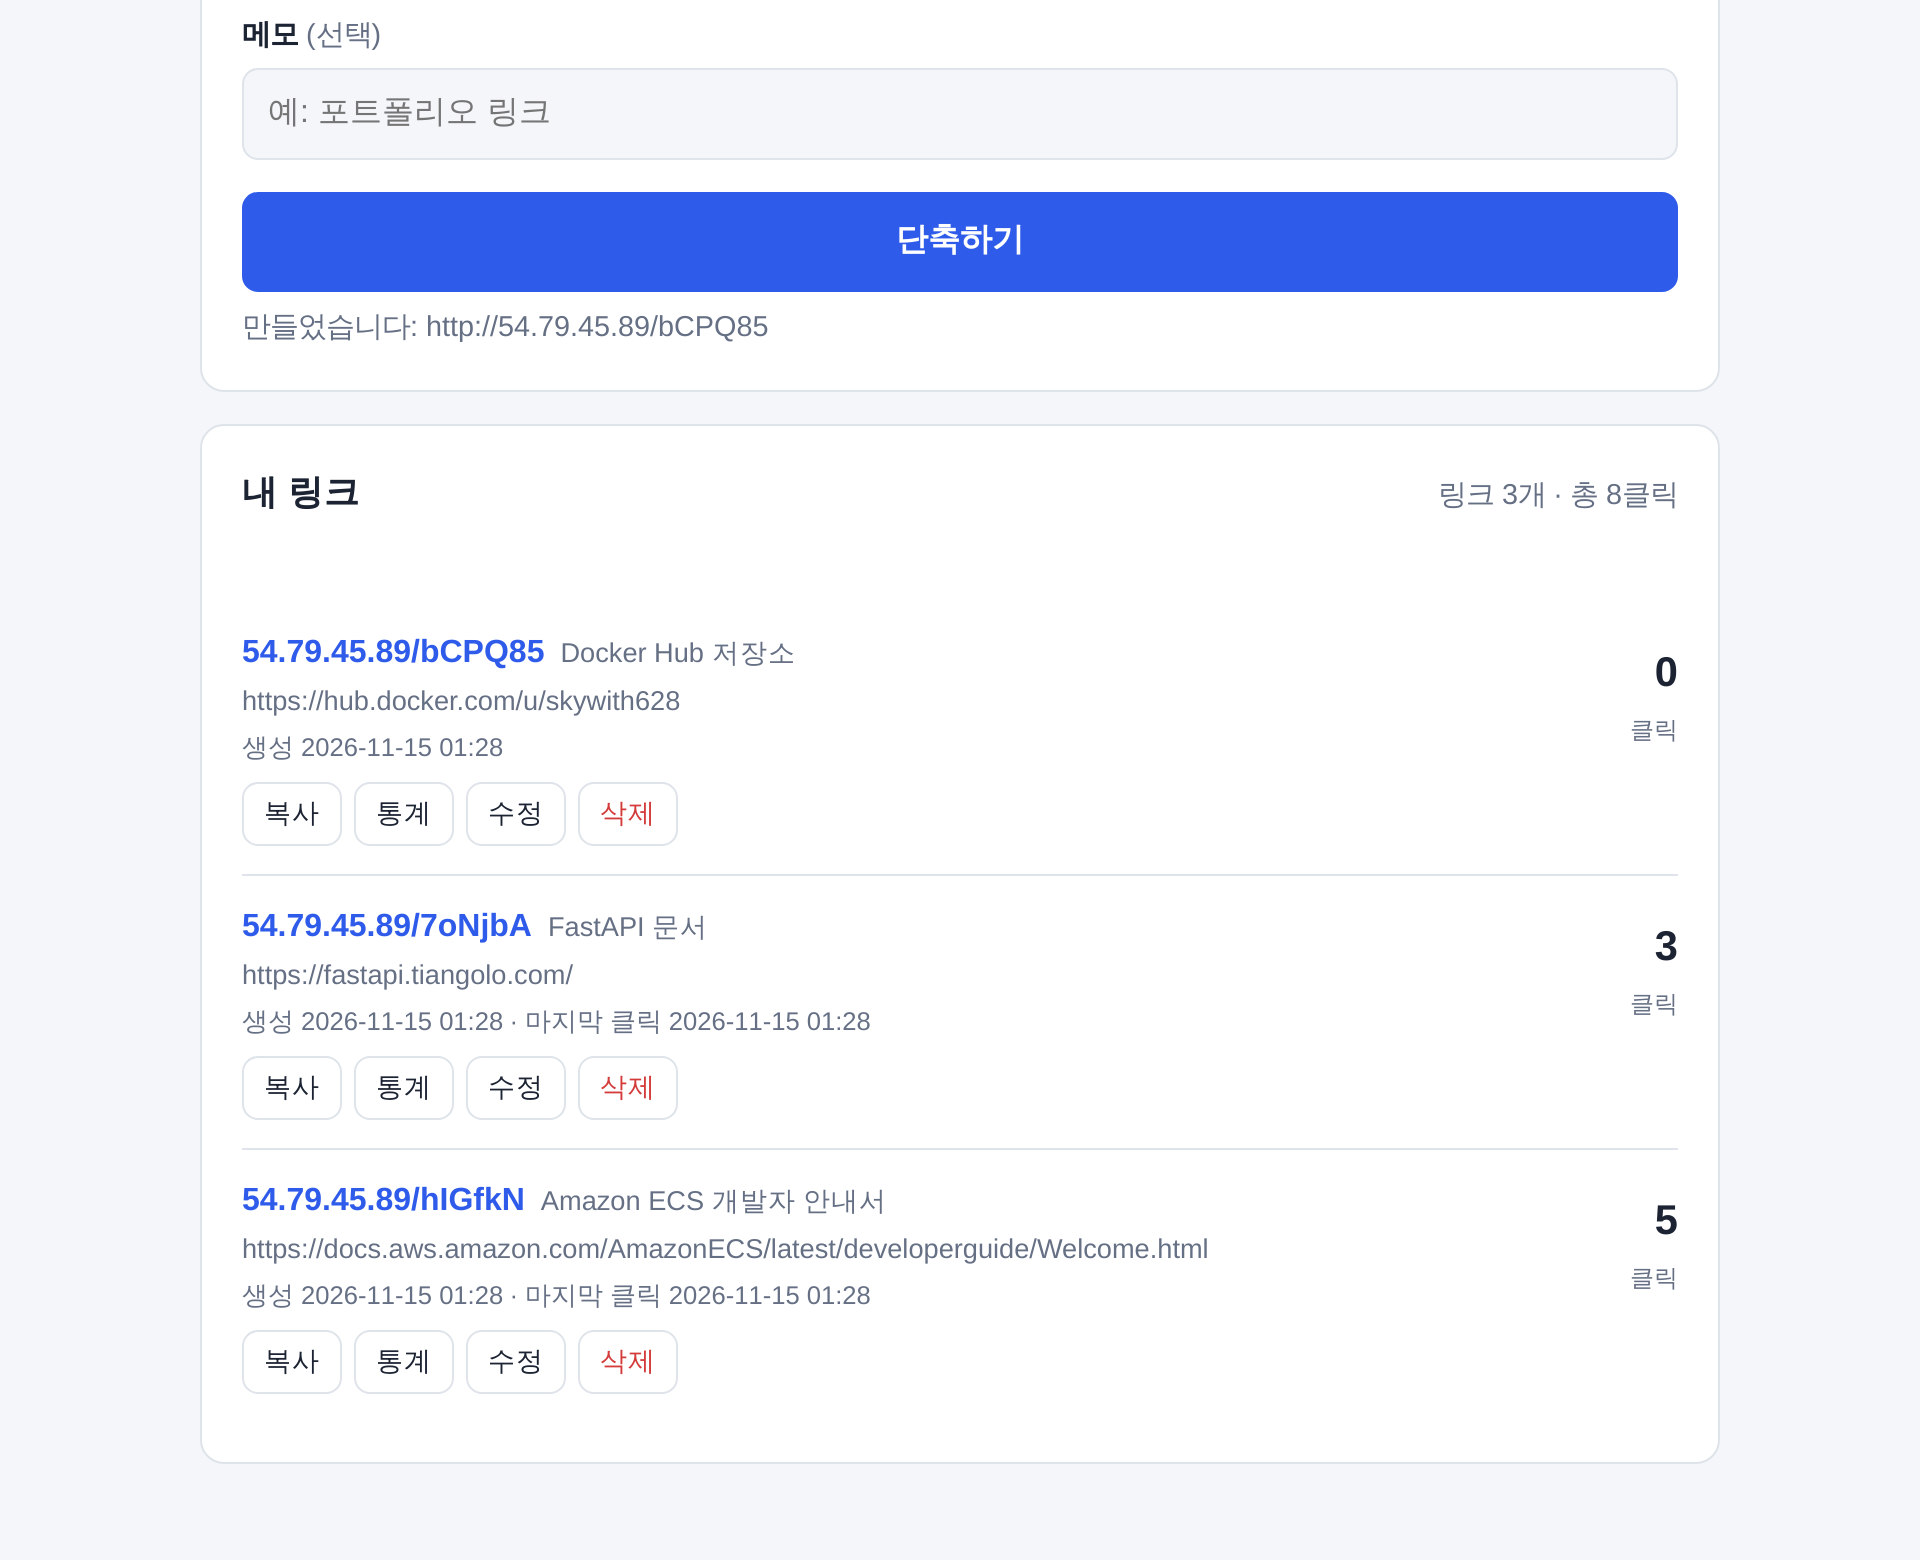 메모 (선택)
예: 포트폴리오 링크
단축하기
만들었습니다: http://54.79.45.89/bCPQ85
내 링크
링크 3개 · 총 8클릭
54.79.45.89/bCPQ85 Docker Hub 저장소
0
https://hub.docker.com/u/skywith628
클릭
생성 2026-11-15 01:28
복사 통계 수정 삭제
54.79.45.89/7oNjbA FastAPI 문서
3
https://fastapi.tiangolo.com/
클릭
생성 2026-11-15 01:28 · 마지막 클릭 2026-11-15 01:28
복사 통계 수정 삭제
54.79.45.89/hIGfkN Amazon ECS 개발자 안내서
5
https://docs.aws.amazon.com/AmazonECS/latest/developerguide/Welcome.html
클릭
생성 2026-11-15 01:28 · 마지막 클릭 2026-11-15 01:28
복사 통계 수정 삭제